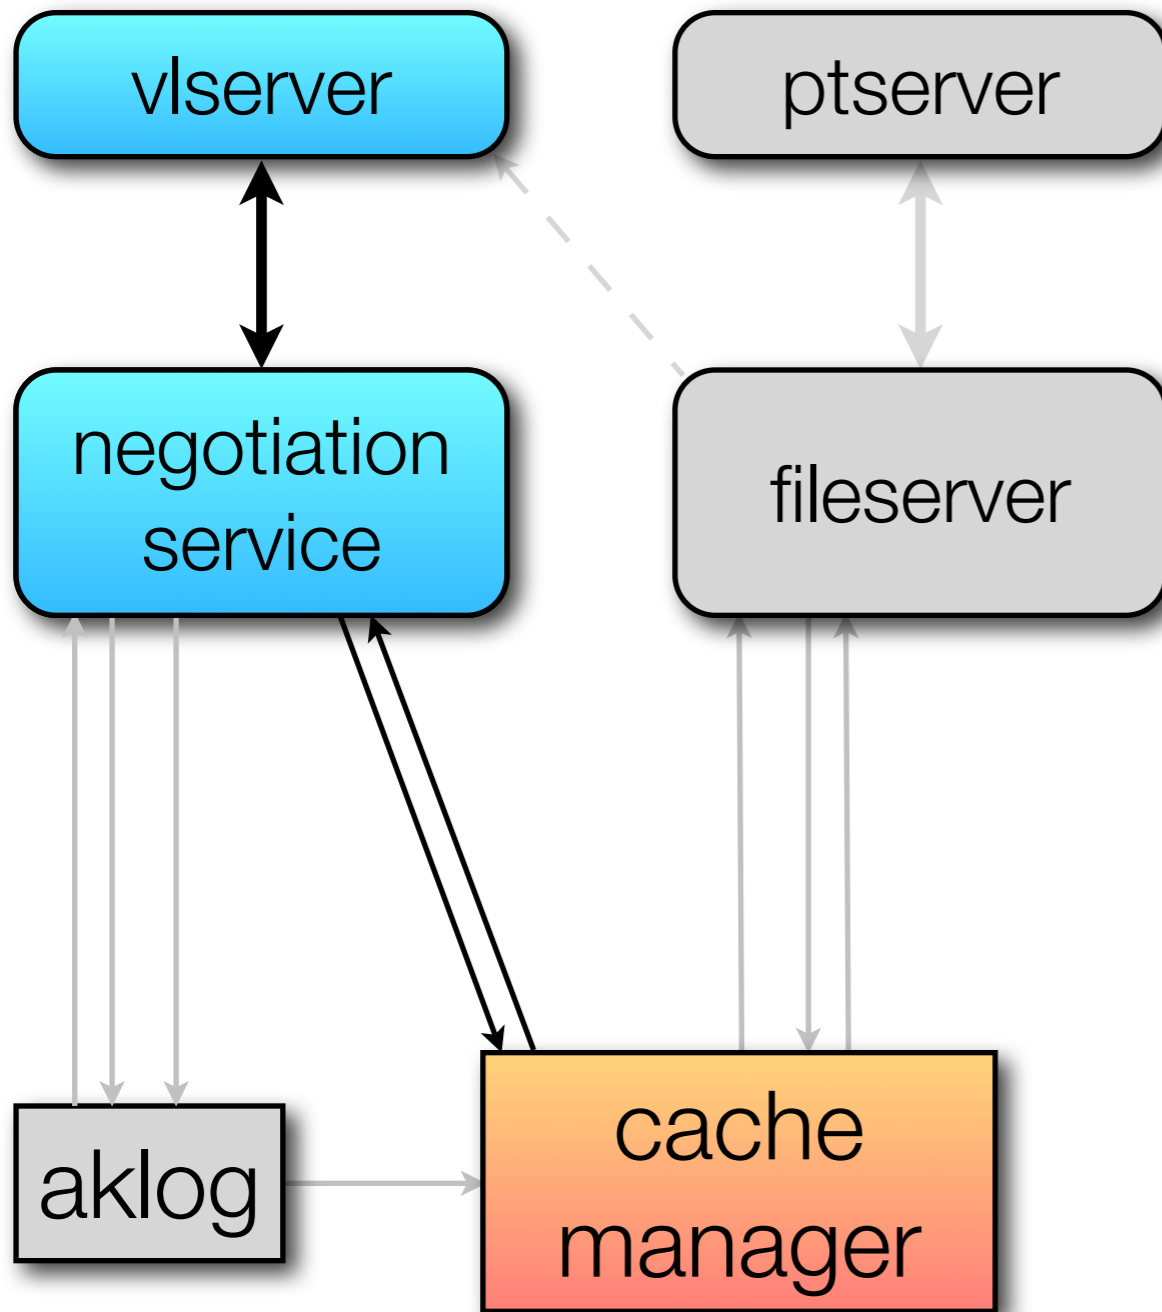 vlserver
ptserver
negotiation
service
fileserver
aklog
cache
manager